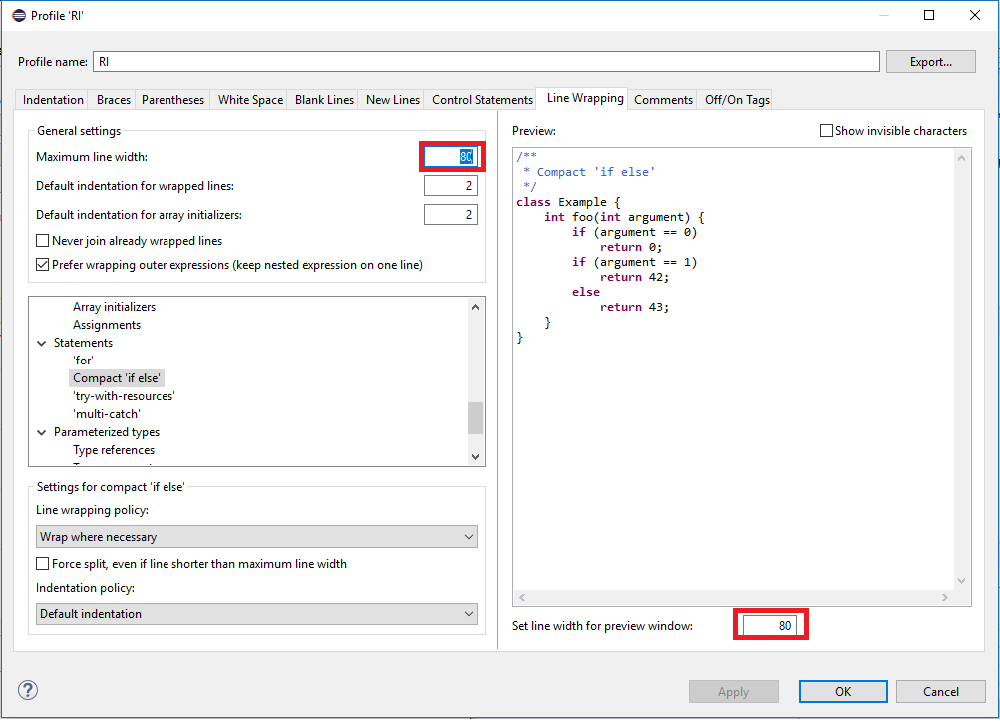 Profile 'RI'
Profile name: RI Export...
Indentation Braces Parentheses White Space Blank Lines New Lines Control Statements Line Wrapping Comments Off/On Tags
General settings
Maximum line width: 80
Default indentation for wrapped lines: 2
Default indentation for array initializers: 2
Never join already wrapped lines
Prefer wrapping outer expressions (keep nested expression on one line)
Array initializers
Assignments
Statements
'for'
Compact 'if else'
'try-with-resources'
'multi-catch'
Parameterized types
Type references
Settings for compact 'if else'
Line wrapping policy:
Wrap where necessary
Force split, even if line shorter than maximum line width
Indentation policy:
Default indentation
Preview: Show invisible characters
/**
 * Compact 'if else'
 */
class Example {
    int foo(int argument) {
        if (argument == 0)
            return 0;
        if (argument == 1)
            return 42;
        else
            return 43;
    }
}
Set line width for preview window: 80
? Apply OK Cancel